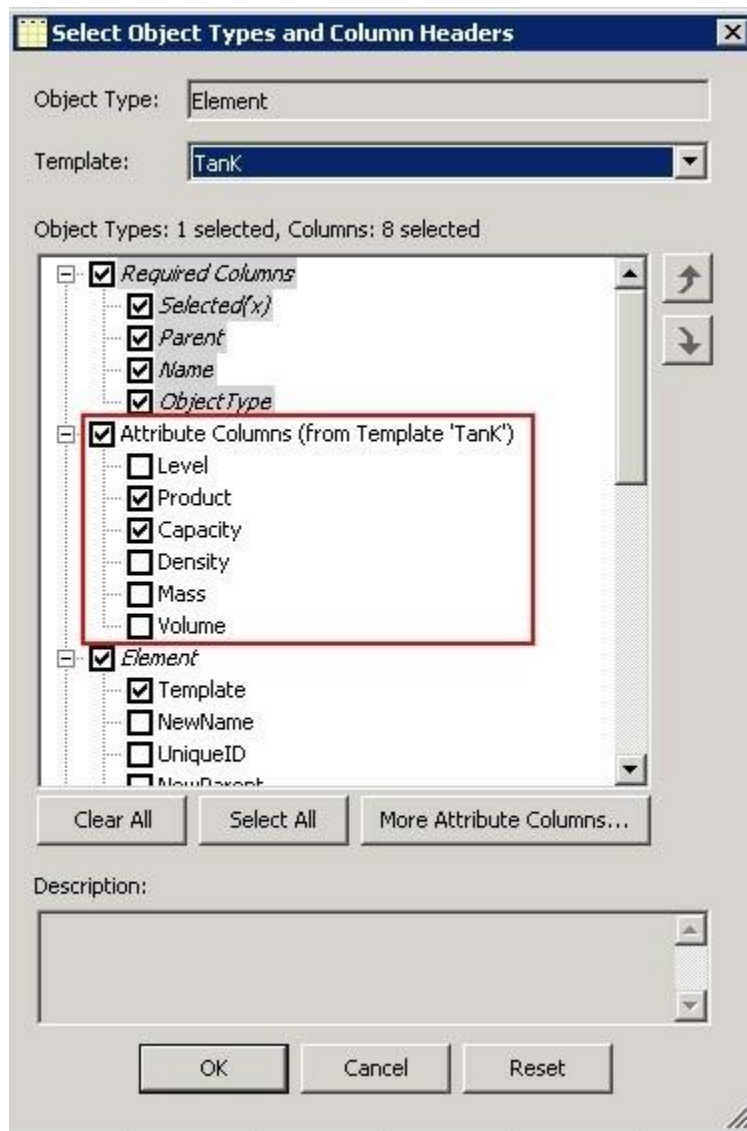 Select Object Types and Column Headers
Object Type: Element
Template: TanK
Object Types: 1 selected, Columns: 8 selected
Required Columns
Selected(x)
Parent
Name
ObjectType
Attribute Columns (from Template 'TanK')
Level
Product
Capacity
Density
Mass
Volume
Element
Template
NewName
UniqueID
NewParent
Clear All Select All More Attribute Columns...
Description:
OK Cancel Reset